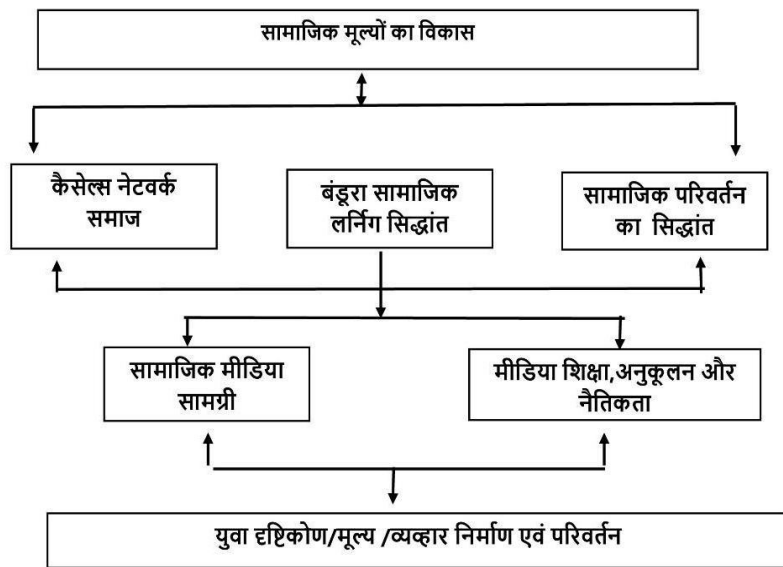 सामाजिक मूल्यों का विकास
कैसेल्स नेटवर्क
समाज
बंडूरा सामाजिक
लर्निग सिद्धांत
सामाजिक परिवर्तन
का सिद्धांत
सामाजिक मीडिया
सामग्री
मीडिया शिक्षा,अनुकूलन और
नैतिकता
युवा दृष्टिकोण/मूल्य /व्यव्हार निर्माण एवं परिवर्तन